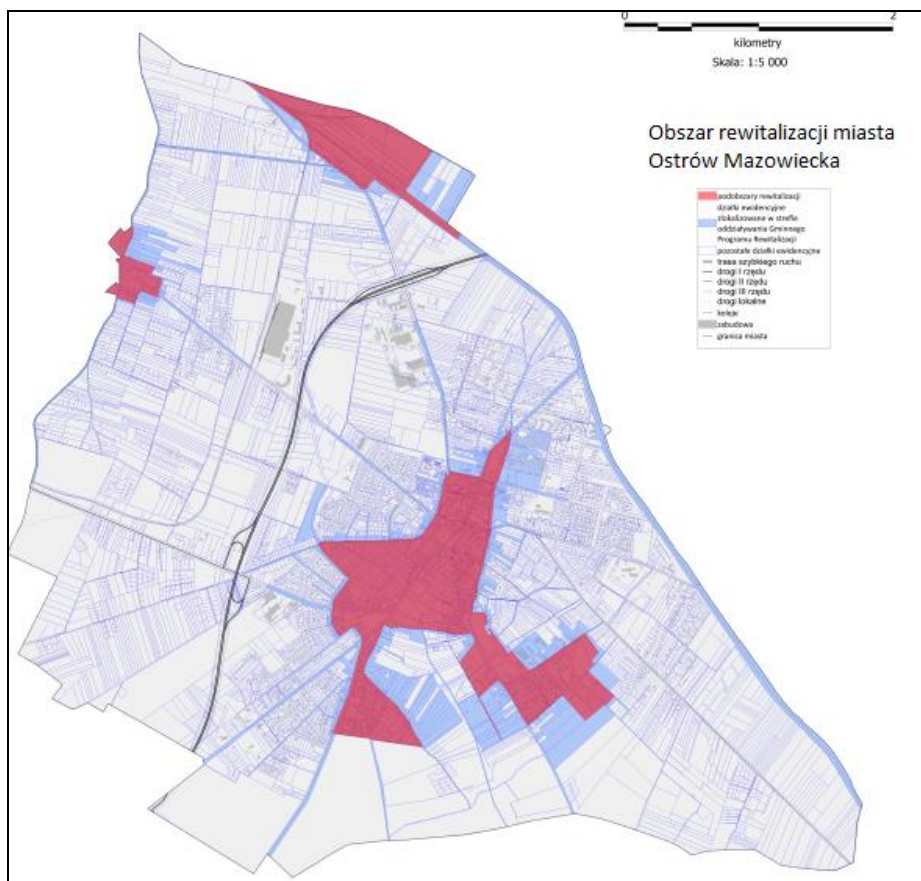 0 2
kilometry
Skala: 1:5 000
Obszar rewitalizacji miasta
Ostrów Mazowiecka
podobszary rewitalizacji
działki ewidencyjne
zlokalizowane w strefie
oddziaływania Gminnego
Programu Rewitalizacji
pozostałe działki ewidencyjne
trasa szybkiego ruchu
drogi I rzędu
drogi II rzędu
drogi III rzędu
drogi lokalne
koleje
zabudowa
granica miasta